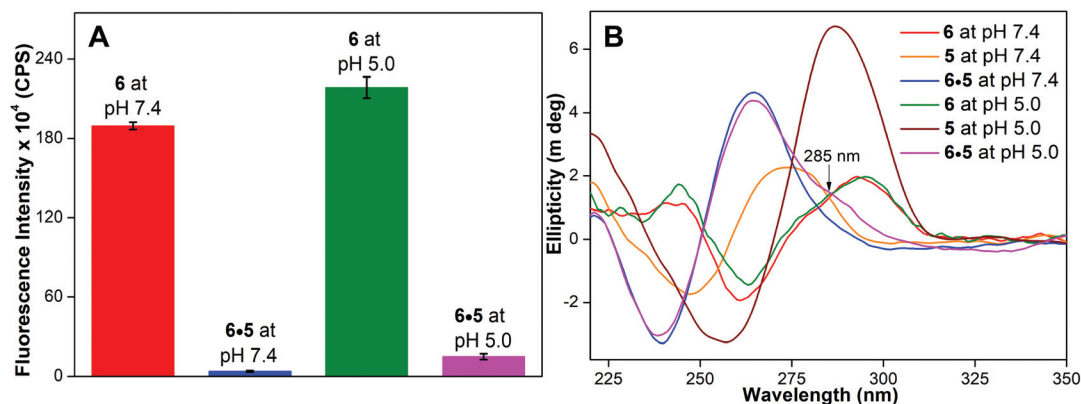 A
Fluorescence Intensity x 10⁴ (CPS)
240
180
120
60
0
6 at
pH 7.4
6•5 at
pH 7.4
6 at
pH 5.0
6•5 at
pH 5.0
B
Ellipticity (m deg)
6
4
2
0
-2
285 nm
6 at pH 7.4
5 at pH 7.4
6•5 at pH 7.4
6 at pH 5.0
5 at pH 5.0
6•5 at pH 5.0
225 250 275 300 325 350
Wavelength (nm)